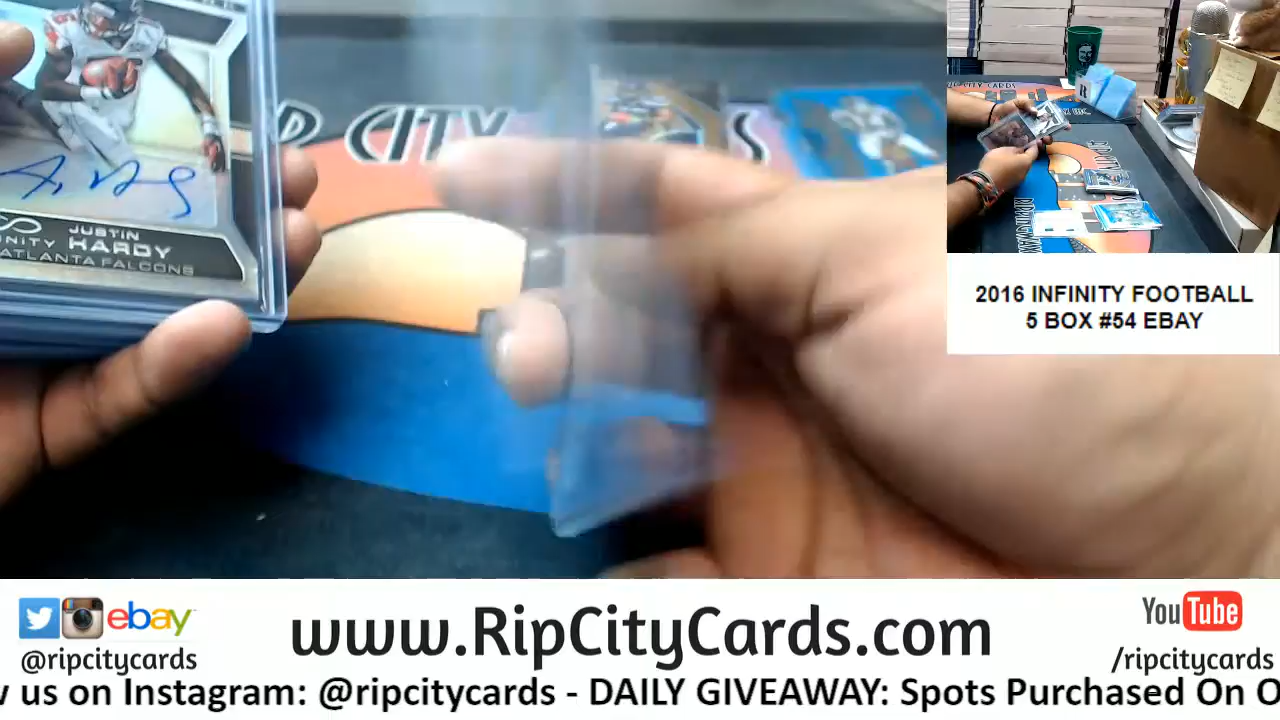 JUSTIN
HARDY
ATLANTA FALCONS
P CITY
S
2016 INFINITY FOOTBALL
5 BOX #54 EBAY
ebay
@ripcitycards
www.RipCityCards.com
YouTube
/ripcitycards
w us on Instagram: @ripcitycards - DAILY GIVEAWAY: Spots Purchased On O